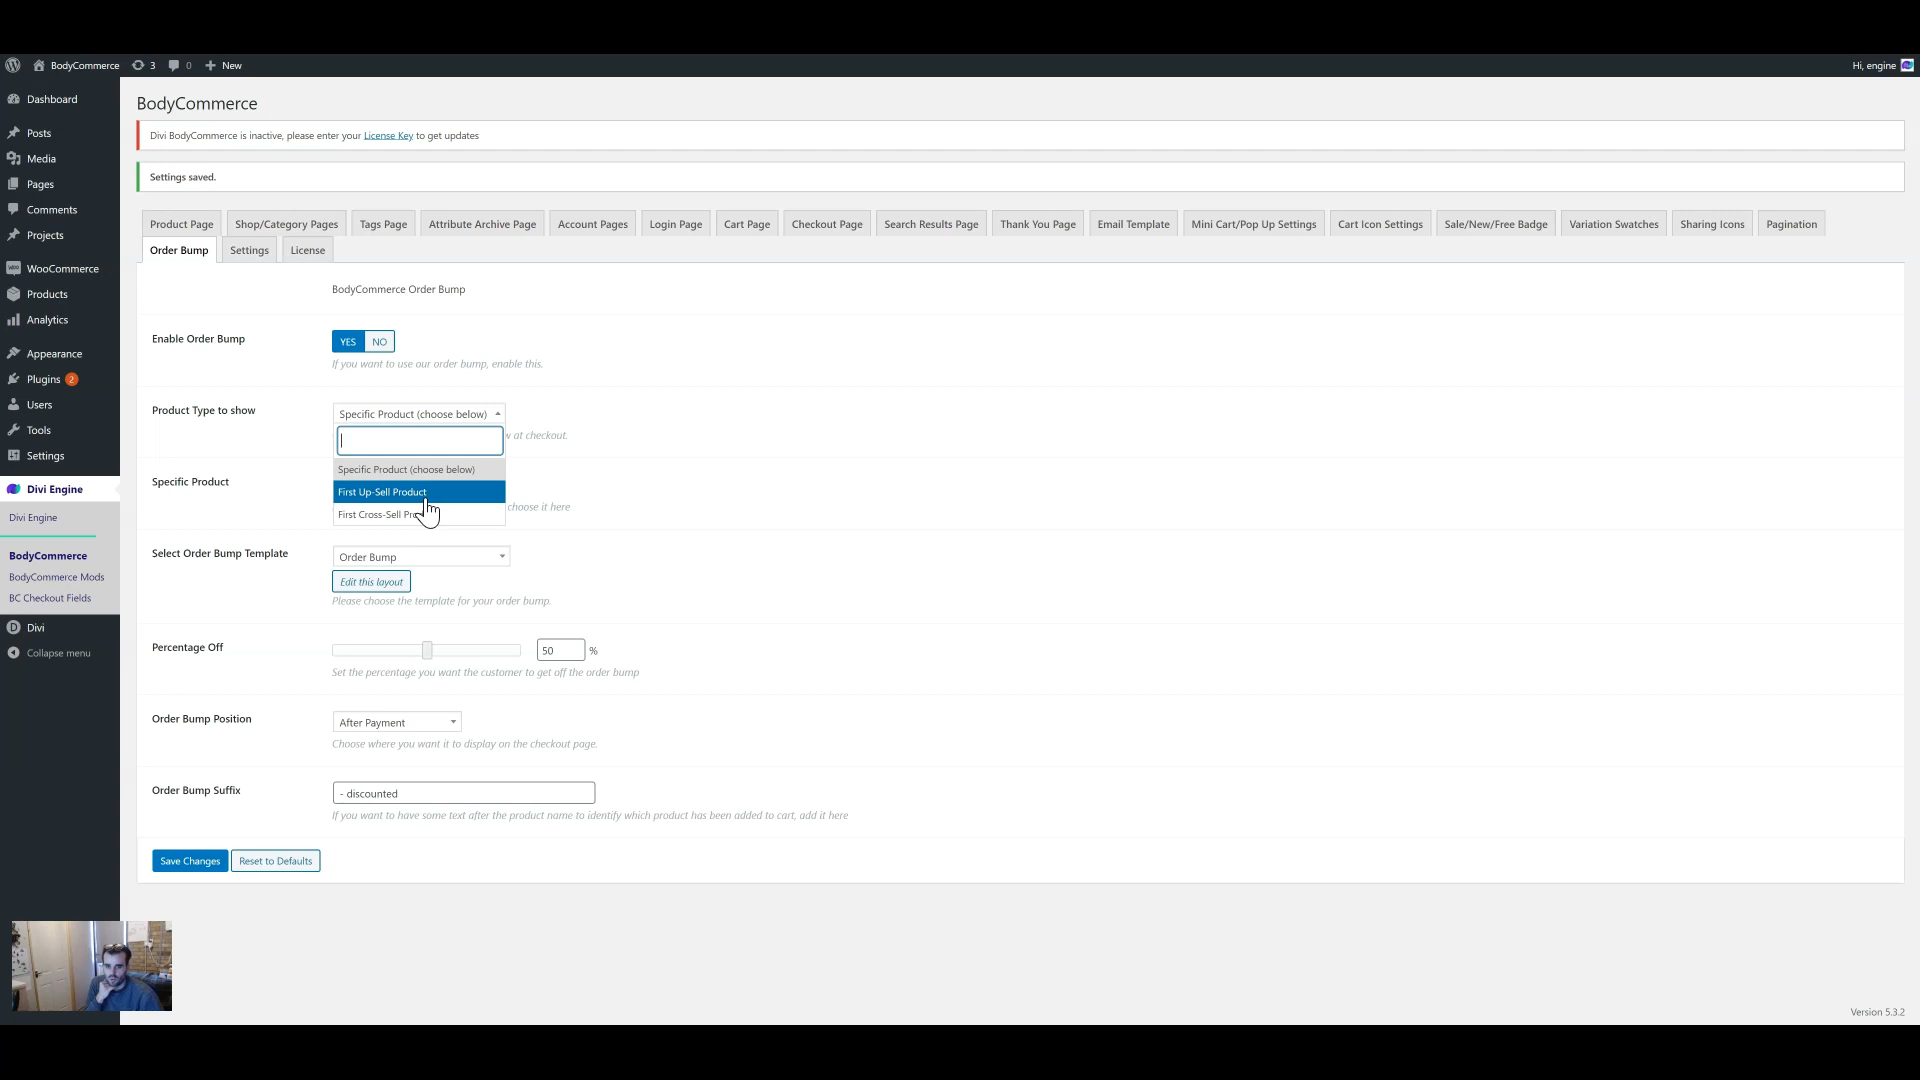 BodyCommerce 3 0 New
Hi, engine
Dashboard
Posts
Media
Pages
Comments
Projects
WooCommerce
Products
Analytics
Appearance
Plugins 2
Users
Tools
Settings
Divi Engine
Divi Engine
BodyCommerce
BodyCommerce Mods
BC Checkout Fields
Divi
Collapse menu
BodyCommerce
Divi BodyCommerce is inactive, please enter your License Key to get updates
Settings saved.
Product Page Shop/Category Pages Tags Page Attribute Archive Page Account Pages Login Page Cart Page Checkout Page Search Results Page Thank You Page Email Template Mini Cart/Pop Up Settings Cart Icon Settings Sale/New/Free Badge Variation Swatches Sharing Icons Pagination
Order Bump Settings License
BodyCommerce Order Bump
Enable Order Bump
YES NO
If you want to use our order bump, enable this.
Product Type to show
Specific Product (choose below)
at checkout.
Specific Product (choose below)
Specific Product
First Up-Sell Product
choose it here
First Cross-Sell
Select Order Bump Template
Order Bump
Edit this layout
Please choose the template for your order bump.
Percentage Off
50 %
Set the percentage you want the customer to get off the order bump
Order Bump Position
After Payment
Choose where you want it to display on the checkout page.
Order Bump Suffix
- discounted
If you want to have some text after the product name to identify which product has been added to cart, add it here
Save Changes Reset to Defaults
Version 5.3.2